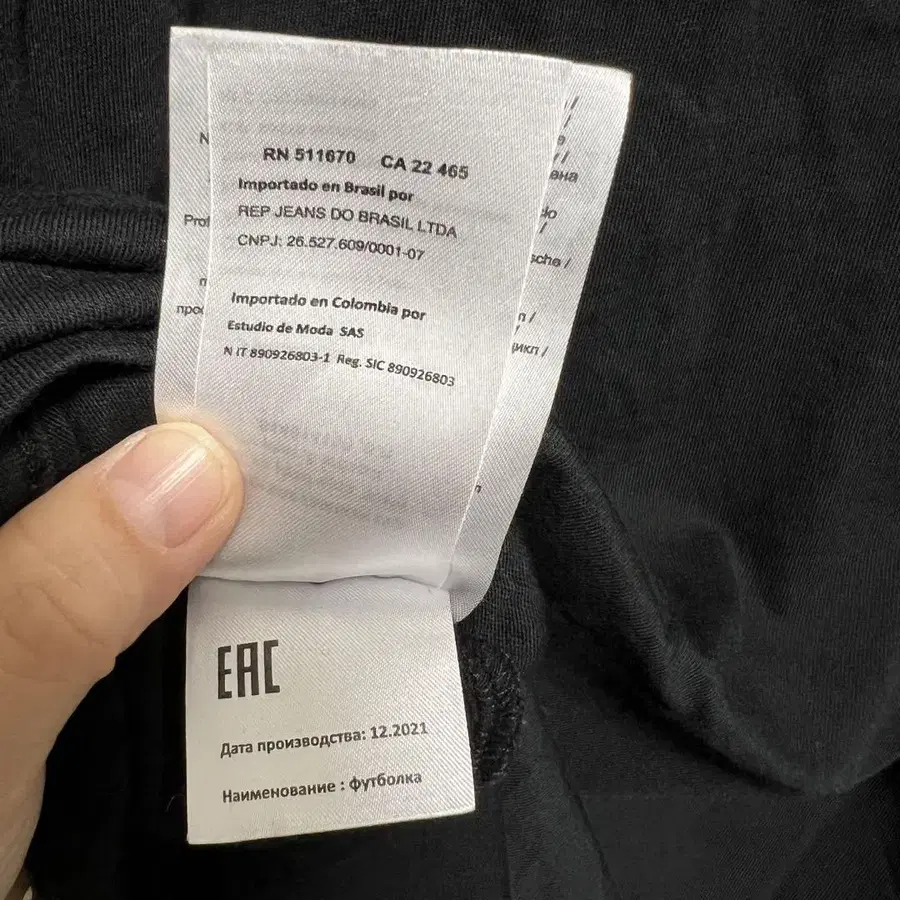 RN 511670 CA 22 465
Importado en Brasil por
REP JEANS DO BRASIL LTDA
CNPJ: 26.527.609/0001-07
Importado en Colombia por
Estudio de Moda SAS
N IT 890926803-1 Reg. SIC 890926803
EAC
Дата производства: 12.2021
Наименование : футболка